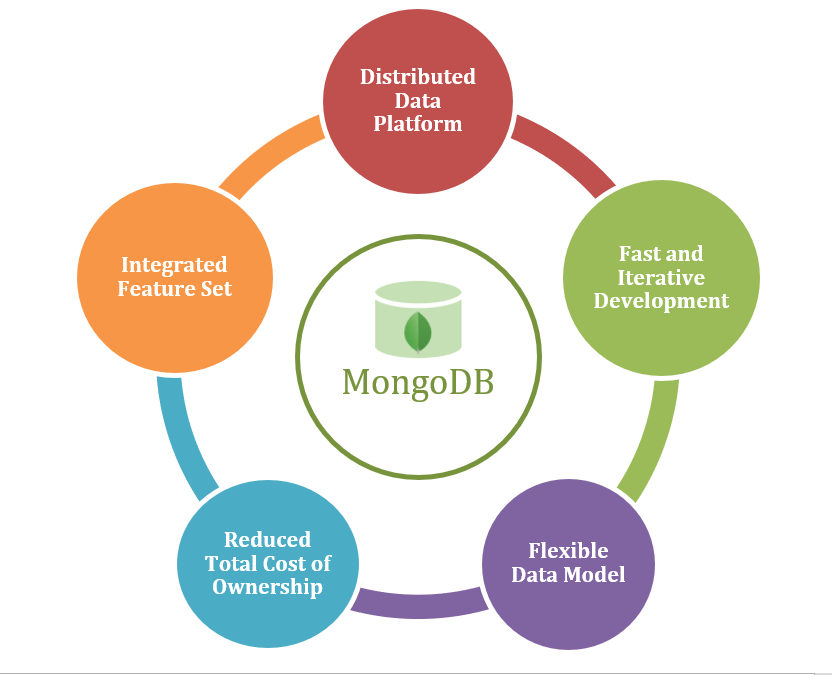 Distributed
Data
Platform
Fast and
Iterative
Development
Flexible
Data Model
Reduced
Total Cost of
Ownership
Integrated
Feature Set
MongoDB